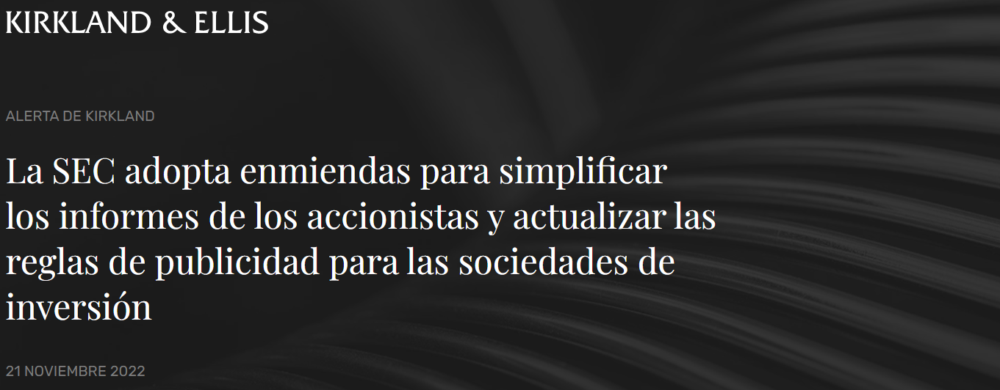 KIRKLAND & ELLIS
ALERTA DE KIRKLAND
La SEC adopta enmiendas para simplificar
los informes de los accionistas y actualizar las
reglas de publicidad para las sociedades de
inversión
21 NOVIEMBRE 2022